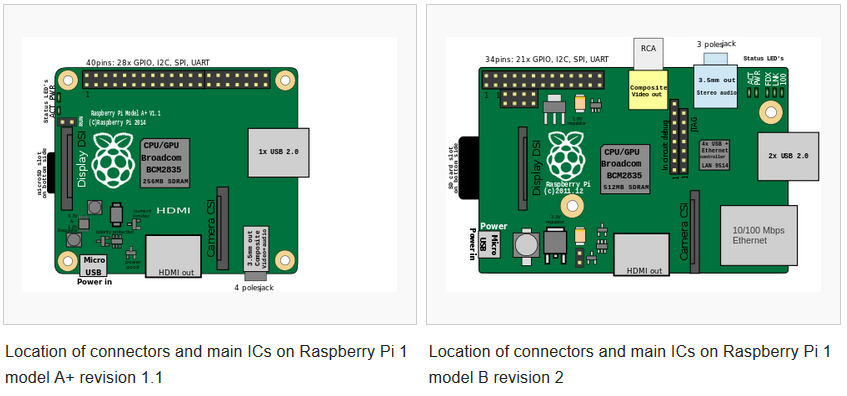 40pins: 28x GPIO, I2C, SPI, UART
Status LED's
ACT PWR
1
RUN
Raspberry Pi Model A+ V1.1
(C)Raspberry Pi 2014
microSD slot
on bottom side
Display DSI
CPU/GPU
Broadcom
BCM2835
256MB SDRAM
1x USB 2.0
HDMI
Camera CSI
3.5mm out
Composite
Video+audio
Micro
USB
Power in
HDMI out
4 polesjack
Location of connectors and main ICs on Raspberry Pi 1
model A+ revision 1.1
34pins: 21x GPIO, I2C, SPI, UART
RCA
3 polesjack
Status LED's
Composite
Video out
3.5mm out
Stereo audio
ACT
PWR
FDX
LNK
100
1
JTAG
In circuit debug
SD card slot
on bottom side
Display DSI
CPU/GPU
Broadcom
BCM2835
512MB SDRAM
4x USB +
Ethernet
controller
LAN 9514
2x USB 2.0
Raspberry Pi
(c)2011.12
Power
Micro
USB
Power in
Camera CSI
10/100 Mbps
Ethernet
HDMI out
Location of connectors and main ICs on Raspberry Pi 1
model B revision 2